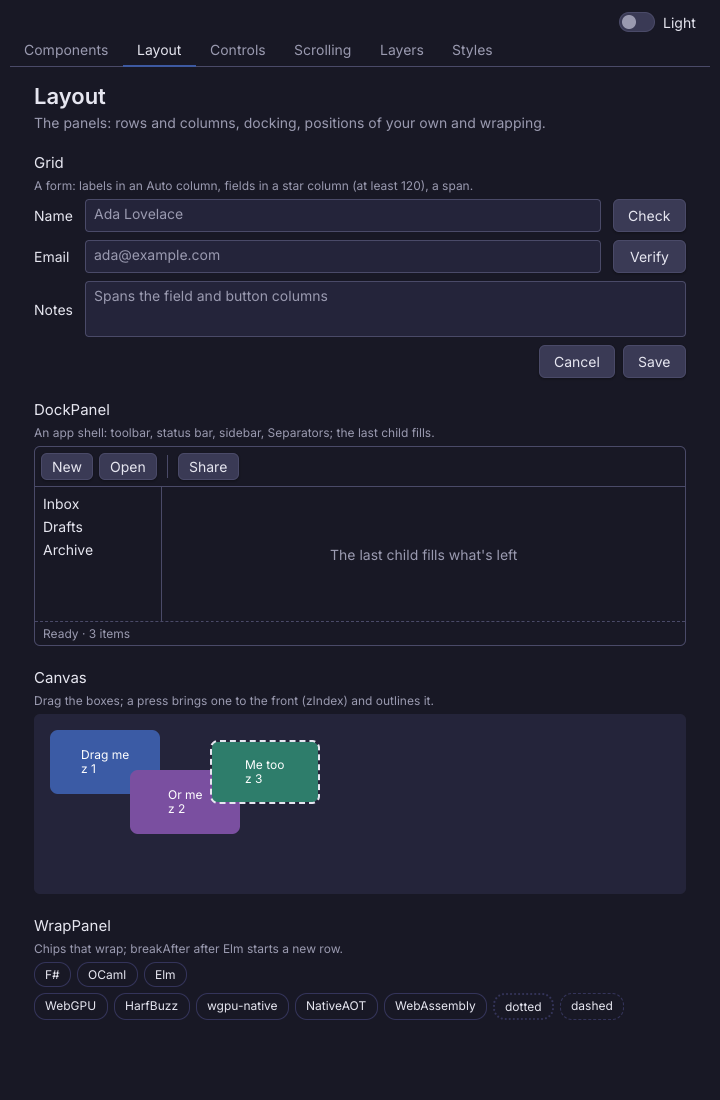 Light
Components Layout Controls Scrolling Layers Styles
Layout
The panels: rows and columns, docking, positions of your own and wrapping.
Grid
A form: labels in an Auto column, fields in a star column (at least 120), a span.
Name Ada Lovelace Check
Email ada@example.com Verify
Notes Spans the field and button columns
Cancel Save
DockPanel
An app shell: toolbar, status bar, sidebar, Separators; the last child fills.
New Open Share
Inbox
Drafts
Archive
The last child fills what's left
Ready · 3 items
Canvas
Drag the boxes; a press brings one to the front (zIndex) and outlines it.
Drag me
z 1
Or me
z 2
Me too
z 3
WrapPanel
Chips that wrap; breakAfter after Elm starts a new row.
F# OCaml Elm
WebGPU HarfBuzz wgpu-native NativeAOT WebAssembly dotted dashed